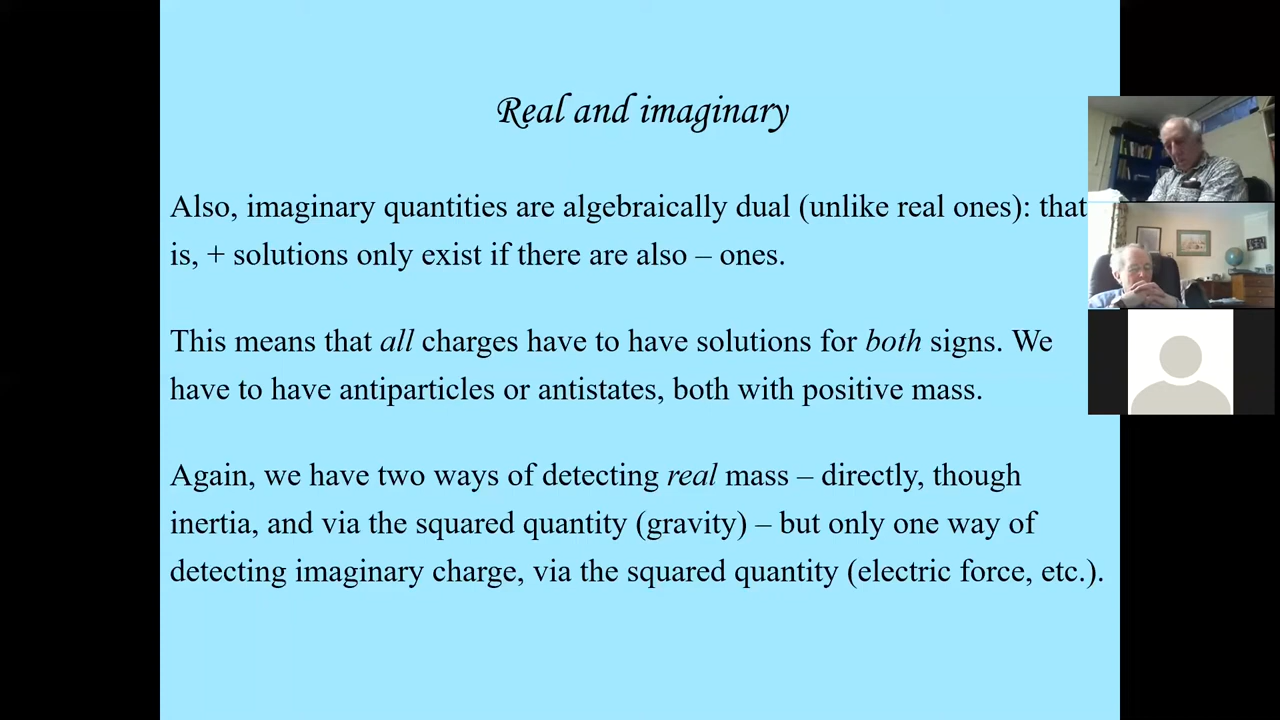 Real and imaginary
Also, imaginary quantities are algebraically dual (unlike real ones): that
is, + solutions only exist if there are also – ones.
This means that all charges have to have solutions for both signs. We
have to have antiparticles or antistates, both with positive mass.
Again, we have two ways of detecting real mass – directly, though
inertia, and via the squared quantity (gravity) – but only one way of
detecting imaginary charge, via the squared quantity (electric force, etc.).